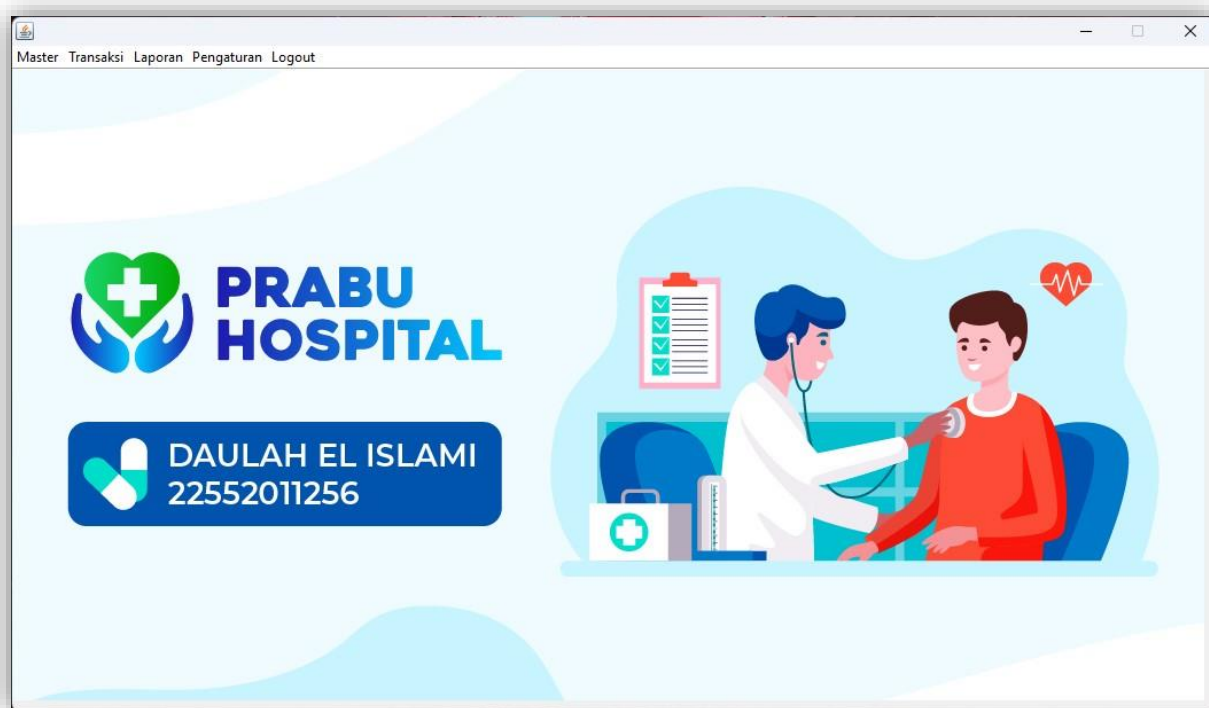 Master Transaksi Laporan Pengaturan Logout
PRABU
HOSPITAL
DAULAH EL ISLAMI
22552011256